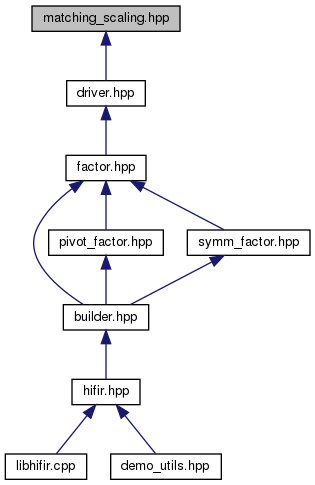 matching_scaling.hpp
driver.hpp
factor.hpp
pivot_factor.hpp
symm_factor.hpp
builder.hpp
hifir.hpp
libhifir.cpp
demo_utils.hpp